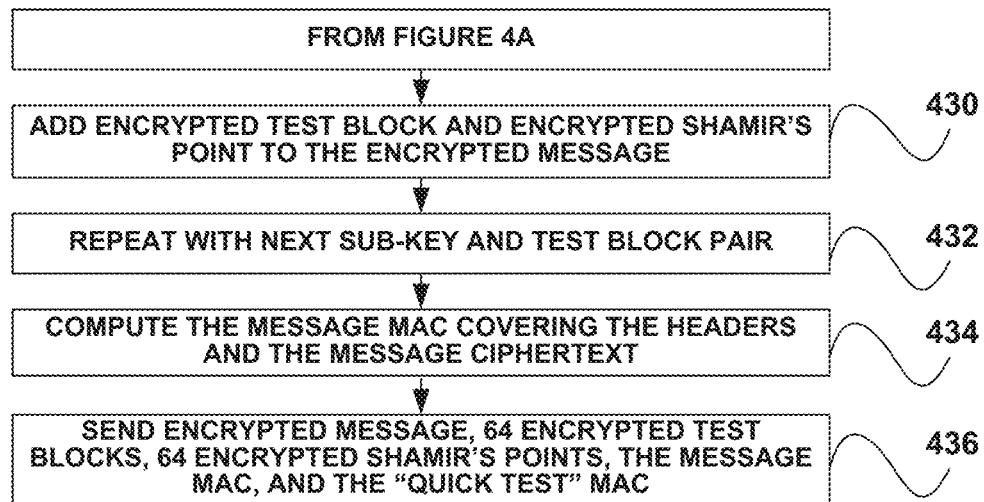 FROM FIGURE 4A
ADD ENCRYPTED TEST BLOCK AND ENCRYPTED SHAMIR'S
POINT TO THE ENCRYPTED MESSAGE
430
REPEAT WITH NEXT SUB-KEY AND TEST BLOCK PAIR
432
COMPUTE THE MESSAGE MAC COVERING THE HEADERS
AND THE MESSAGE CIPHERTEXT
434
SEND ENCRYPTED MESSAGE, 64 ENCRYPTED TEST
BLOCKS, 64 ENCRYPTED SHAMIR'S POINTS, THE MESSAGE
MAC, AND THE “QUICK TEST” MAC
436